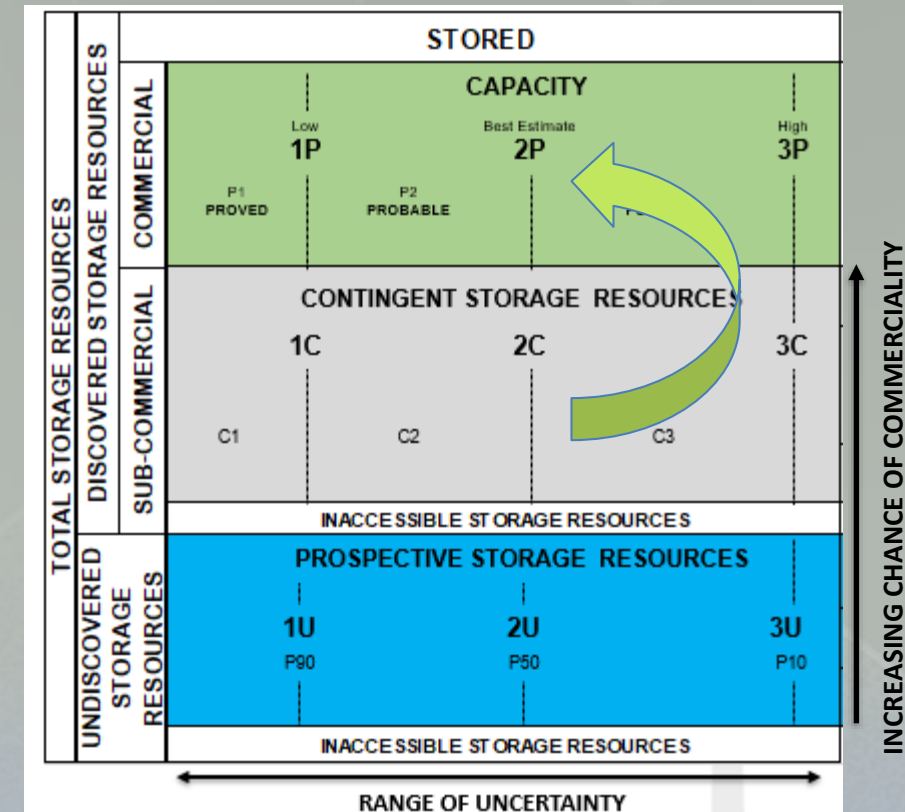 STORED
TOTAL STORAGE RESOURCES
DISCOVERED STORAGE RESOURCES
COMMERCIAL
CAPACITY
Low
Best Estimate
High
1P
2P
3P
P1
PROVED
P2
PROBABLE
SUB-COMMERCIAL
CONTINGENT STORAGE RESOURCES
1C
2C
3C
C1
C2
C3
INACCESSIBLE STORAGE RESOURCES
UNDISCOVERED
STORAGE
RESOURCES
PROSPECTIVE STORAGE RESOURCES
1U
2U
3U
P90
P50
P10
INACCESSIBLE STORAGE RESOURCES
RANGE OF UNCERTAINTY
INCREASING CHANCE OF COMMERCIALITY